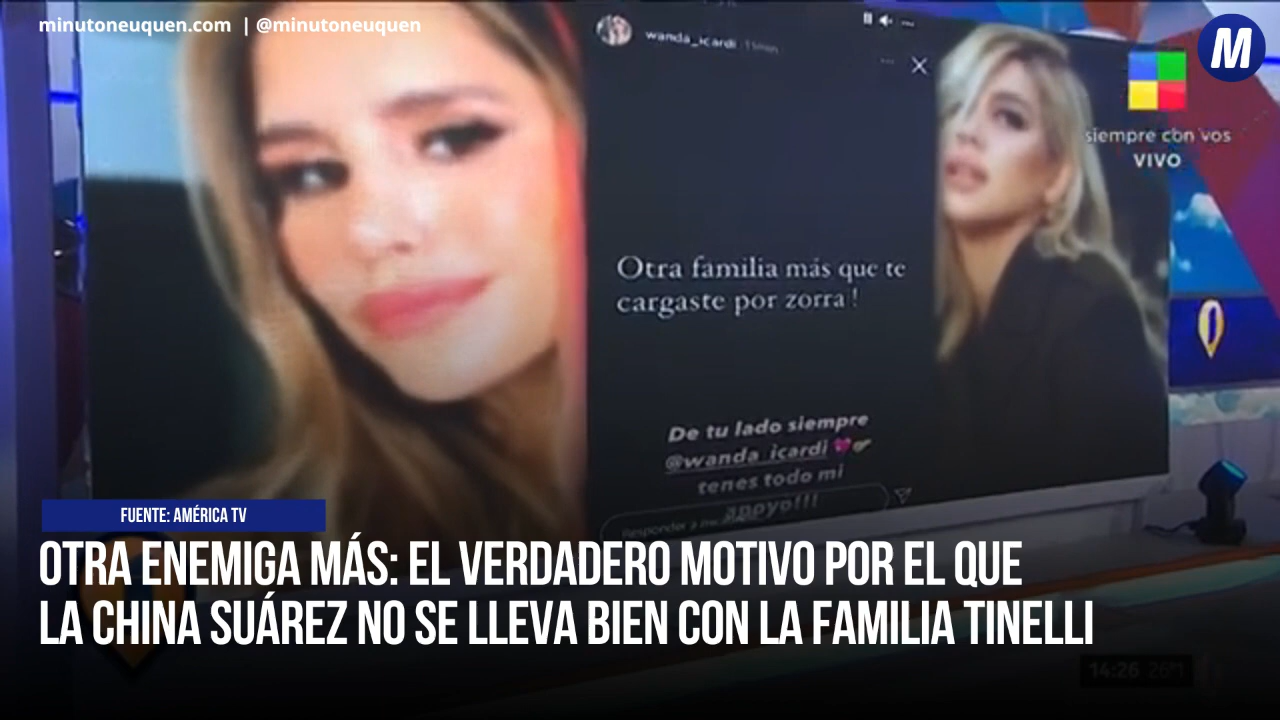 minutoneuquen.com | @minutoneuquen
M
wanda_icardi 15min
siempre con vos
VIVO
Otra familia más que te
cargaste por zorra!
De tu lado siempre
@wanda_icardi
tenes todo mi
apoyo!!!
Responder a
FUENTE: AMÉRICA TV
OTRA ENEMIGA MÁS: EL VERDADERO MOTIVO POR EL QUE
LA CHINA SUÁREZ NO SE LLEVA BIEN CON LA FAMILIA TINELLI
14:26